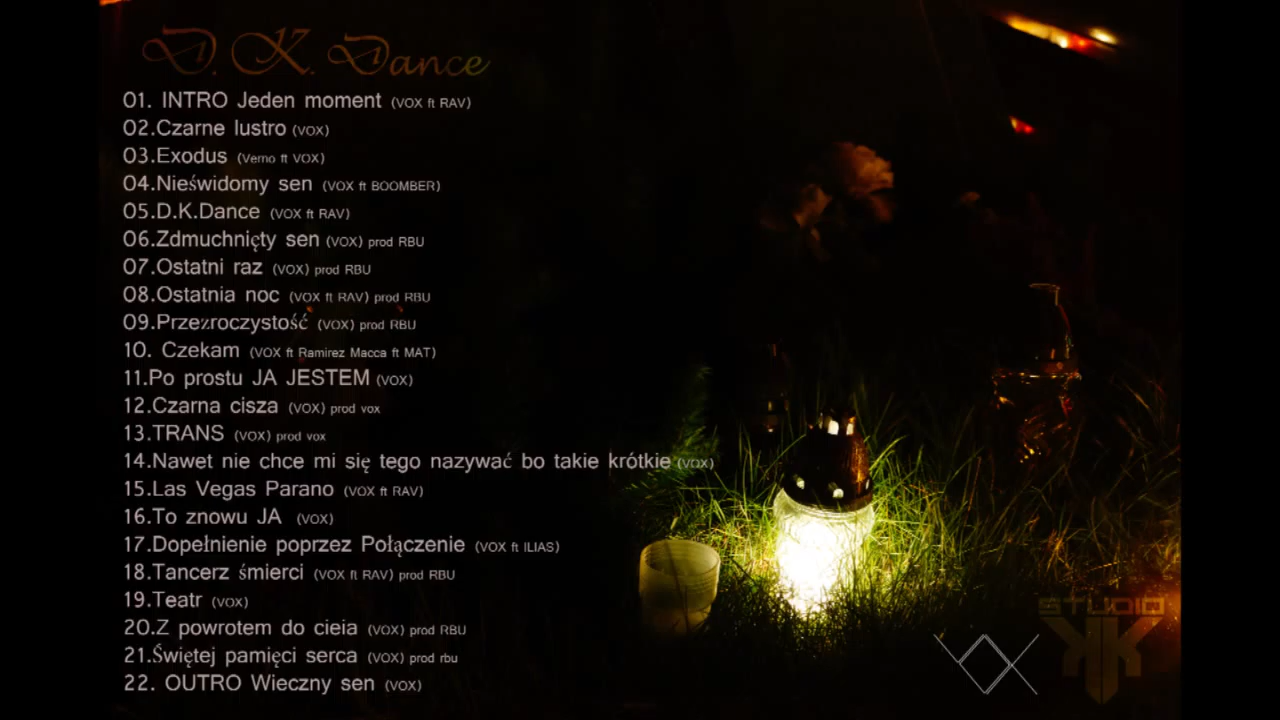 D. K. Dance
01. INTRO Jeden moment (VOX ft RAV)
02.Czarne lustro (VOX)
03.Exodus (Verno ft VOX)
04.Nieświdomy sen (VOX ft BOOMBER)
05.D.K.Dance (VOX ft RAV)
06.Zdmuchnięty sen (VOX) prod RBU
07.Ostatni raz (VOX) prod RBU
08.Ostatnia noc (VOX ft RAV) prod RBU
09.Przezroczystość (VOX) prod RBU
10. Czekam (VOX ft Ramirez Macca ft MAT)
11.Po prostu JA JESTEM (VOX)
12.Czarna cisza (VOX) prod vox
13.TRANS (VOX) prod vox
14.Nawet nie chce mi się tego nazywać bo takie krótkie (VOX)
15.Las Vegas Parano (VOX ft RAV)
16.To znowu JA (VOX)
17.Dopełnienie poprzez Połączenie (VOX ft ILIAS)
18.Tancerz śmierci (VOX ft RAV) prod RBU
19.Teatr (VOX)
20.Z powrotem do cieia (VOX) prod RBU
21.Świętej pamięci serca (VOX) prod rbu
22. OUTRO Wieczny sen (VOX)
STUDIO